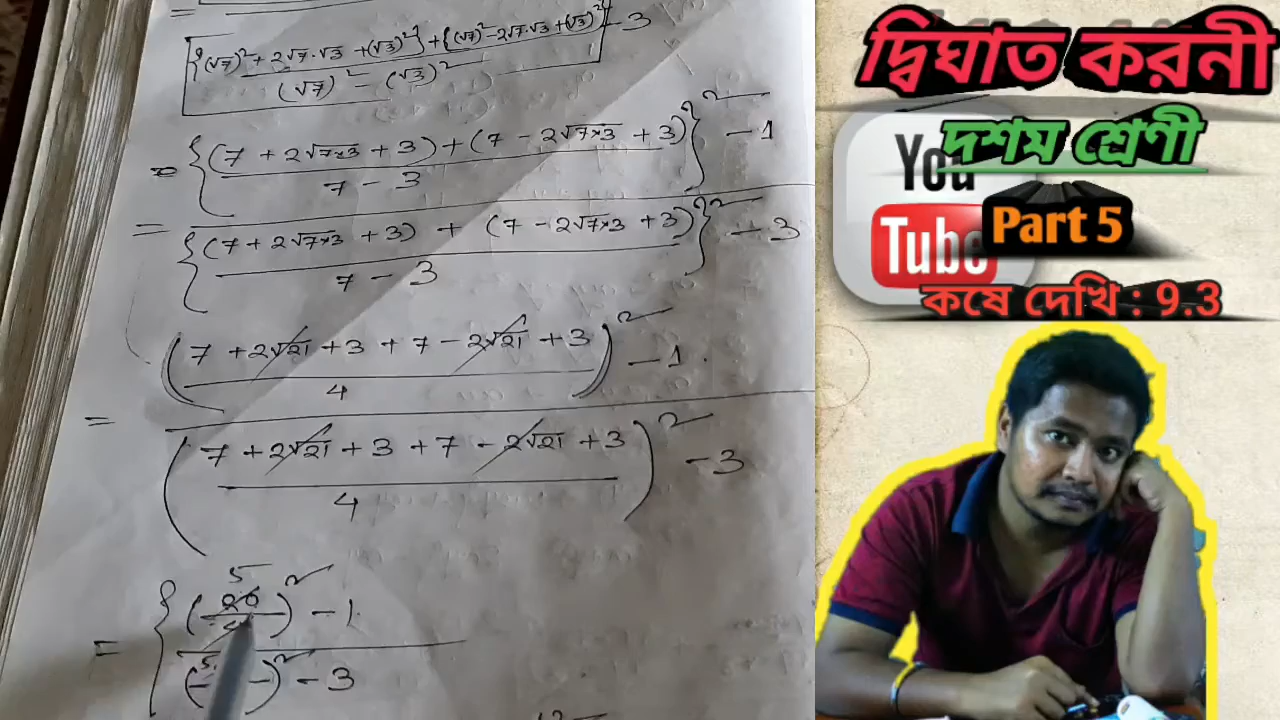 =
{(√7)² + 2√7.√3 + (√3)²} + {(√7)² - 2√7.√3 + (√3)²} - 3
(√7)² - (√3)²
= {(7 + 2√7×3 + 3) + (7 - 2√7×3 + 3)}² - 1
7 - 3
= {(7 + 2√7×3 + 3) + (7 - 2√7×3 + 3)}² - 3
7 - 3
(7 + 2√21 + 3 + 7 - 2√21 + 3)² - 1
4
=
(7 + 2√21 + 3 + 7 - 2√21 + 3)² - 3
4
5
= {(20)² - 1
4
(5)² - 3
দ্বিঘাত করনী
দশম শ্রেণী
You
Tube
Part 5
কষে দেখি : 9.3